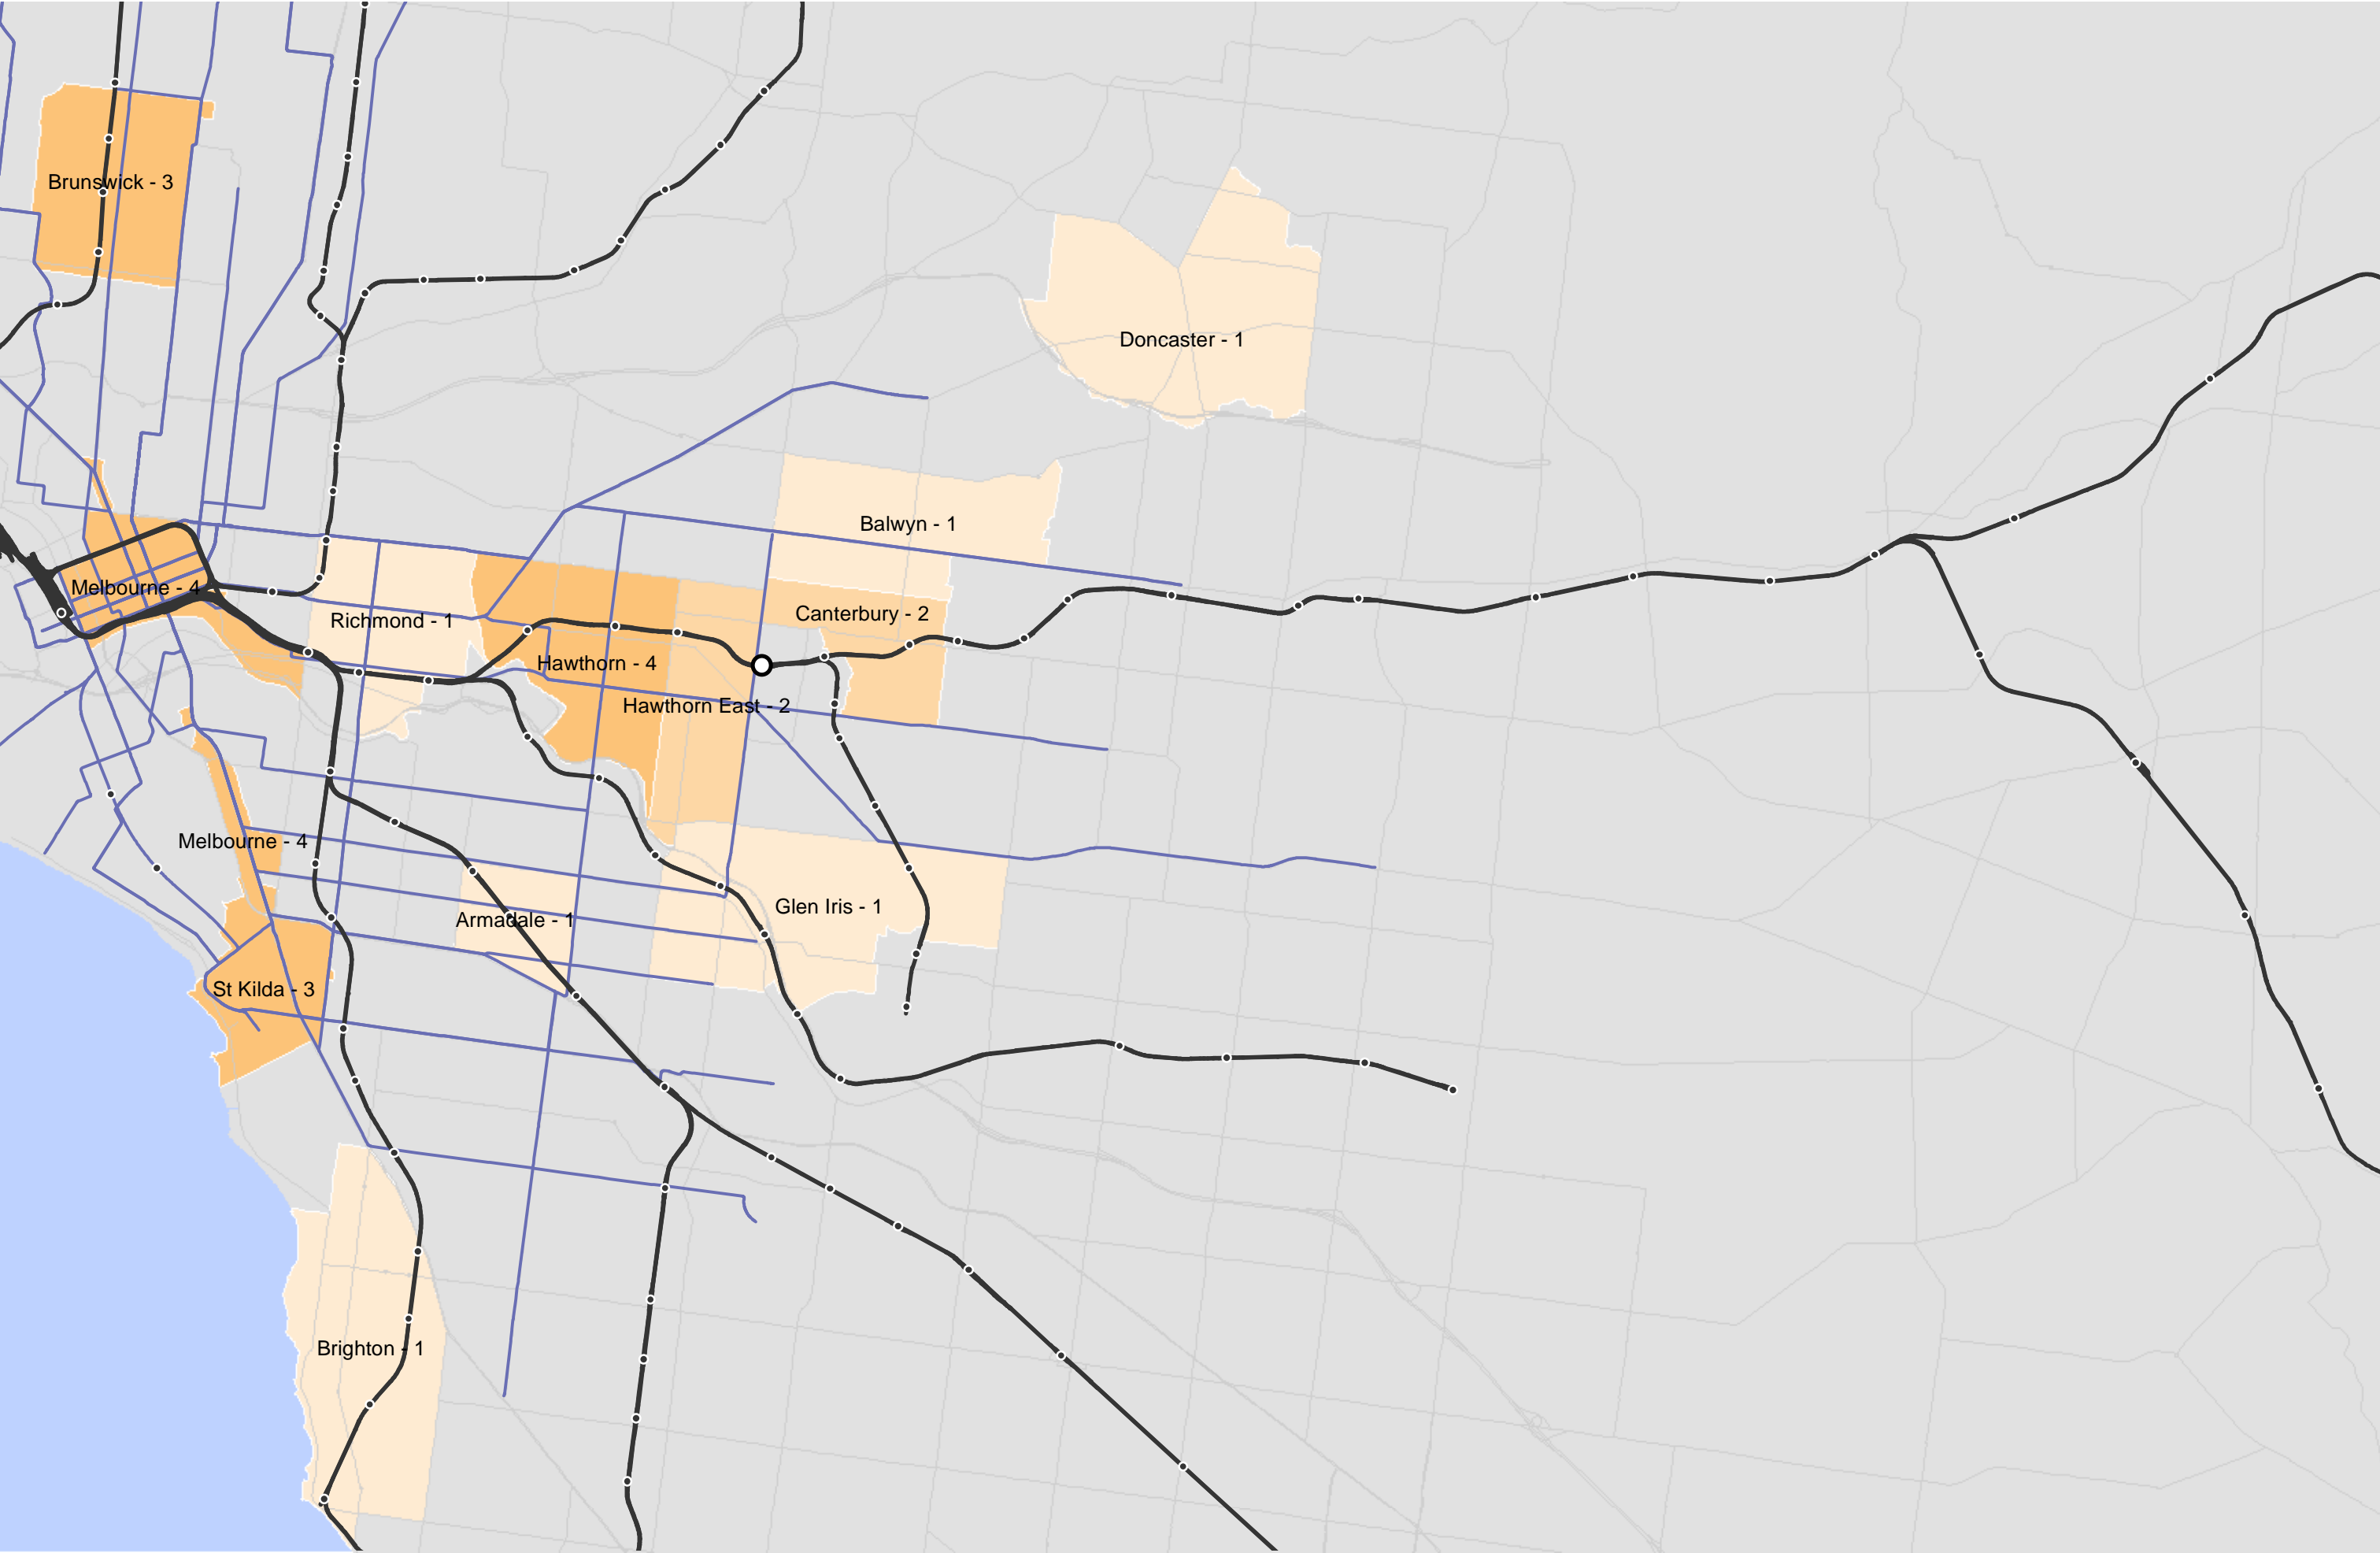 Brunswick - 3
Doncaster - 1
Balwyn - 1
Melbourne - 4
Canterbury - 2
Richmond - 1
Hawthorn - 4
Hawthorn East - 2
Melbourne - 4
Glen Iris - 1
Armadale - 1
St Kilda - 3
Brighton - 1